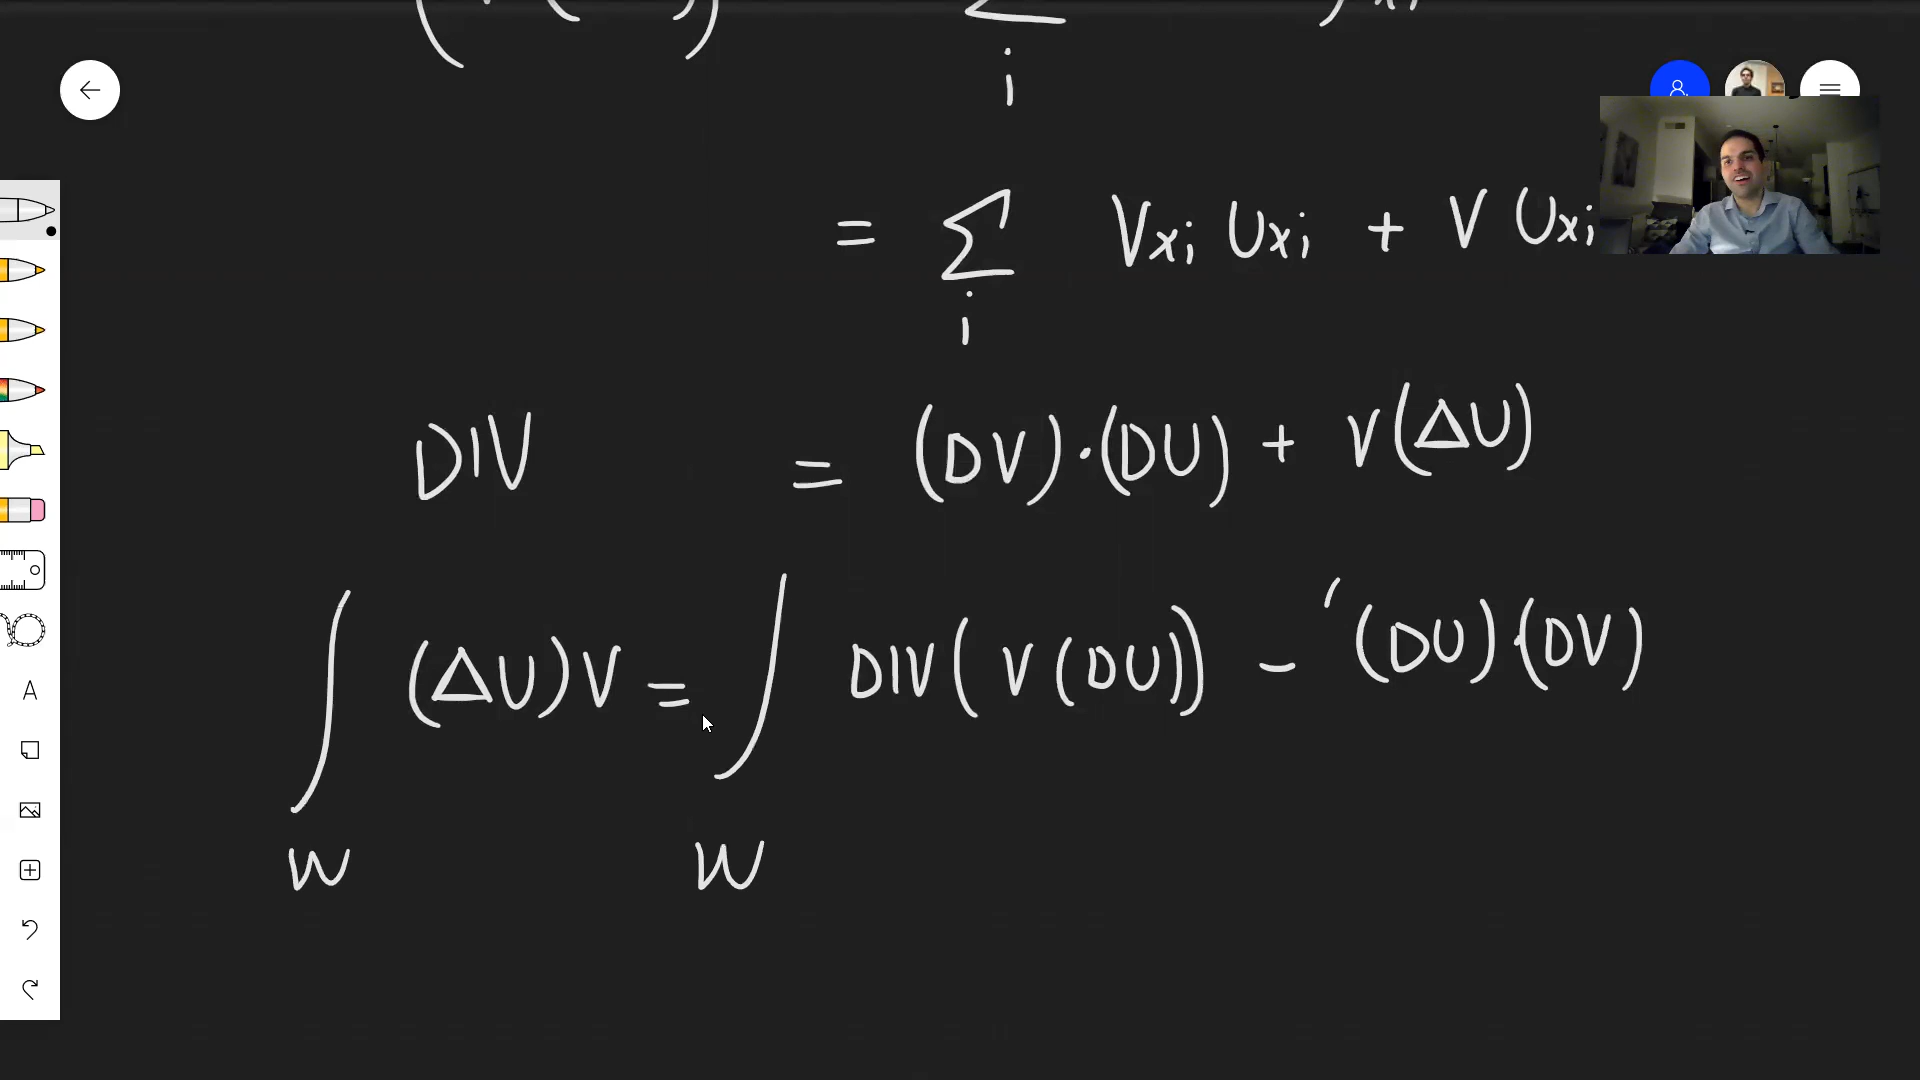 i
= ∑ Vxi Uxi + V Uxi
i
DIV = (DV)·(DU) + V(ΔU)
∫ (ΔU)V = ∫ DIV( V (DU)) - (DU)·(DV)
W W
A